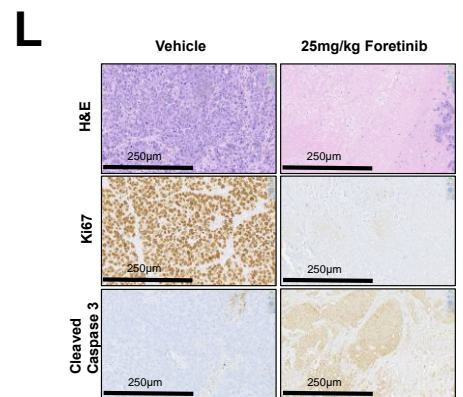 L
Vehicle
25mg/kg Foretinib
H&E
250µm
250µm
Ki67
250µm
250µm
Cleaved
Caspase 3
250µm
250µm